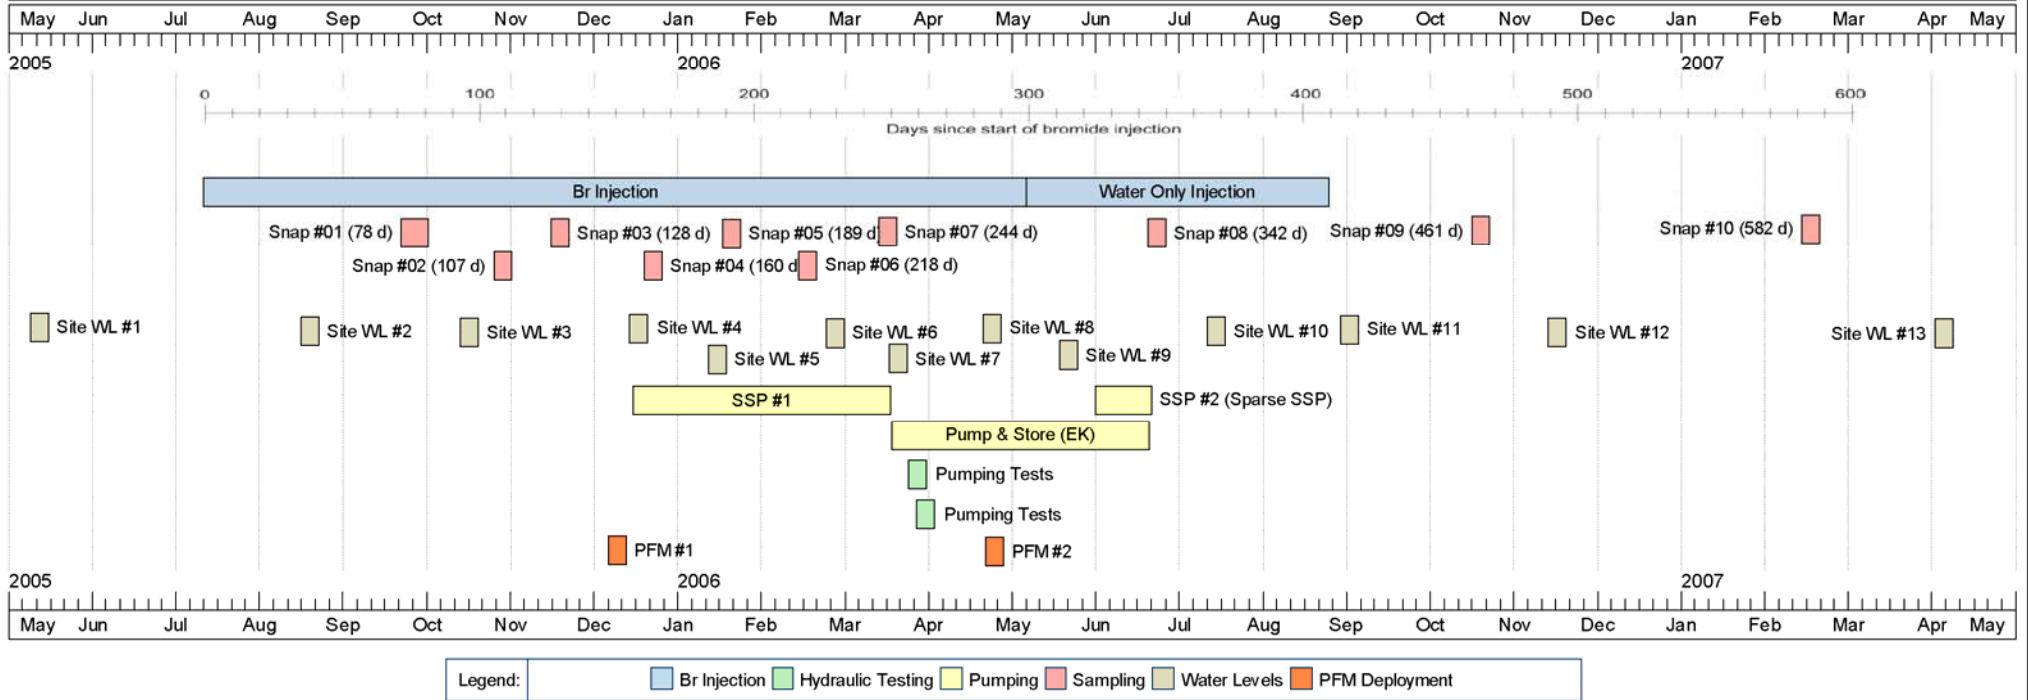 May Jun Jul Aug Sep Oct Nov Dec Jan Feb Mar Apr May Jun Jul Aug Sep Oct Nov Dec Jan Feb Mar Apr May
2005 2006 2007
0 100 200 300 400 500 600
Days since start of bromide injection
Br Injection Water Only Injection
Snap #01 (78 d) Snap #03 (128 d) Snap #05 (189 d) Snap #07 (244 d) Snap #08 (342 d) Snap #09 (461 d) Snap #10 (582 d)
Snap #02 (107 d) Snap #04 (160 d Snap #06 (218 d)
Site WL #1 Site WL #2 Site WL #3 Site WL #4 Site WL #6 Site WL #8 Site WL #10 Site WL #11 Site WL #12 Site WL #13
Site WL #5 Site WL #7 Site WL #9
SSP #1 SSP #2 (Sparse SSP)
Pump & Store (EK)
Pumping Tests
Pumping Tests
PFM #1 PFM #2
2005 2006 2007
May Jun Jul Aug Sep Oct Nov Dec Jan Feb Mar Apr May Jun Jul Aug Sep Oct Nov Dec Jan Feb Mar Apr May
Legend: Br Injection Hydraulic Testing Pumping Sampling Water Levels PFM Deployment